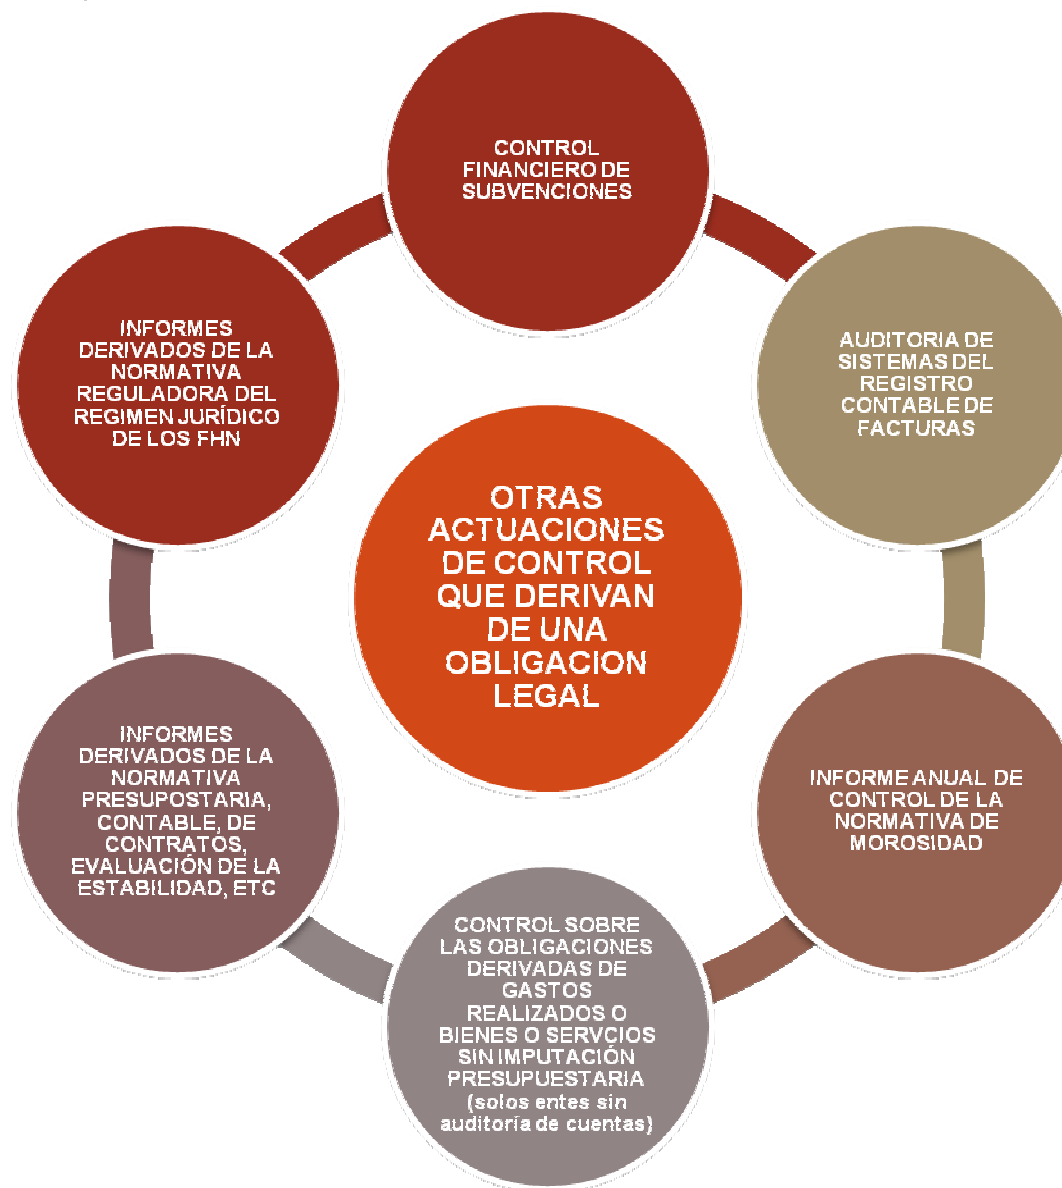 CONTROL
FINANCIERO DE
SUBVENCIONES
AUDITORIA DE
SISTEMAS DEL
REGISTRO
CONTABLE DE
FACTURAS
INFORME ANUAL DE
CONTROL DE LA
NORMATIVA DE
MOROSIDAD
CONTROL SOBRE
LAS OBLIGACIONES
DERIVADAS DE
GASTOS
REALIZADOS O
BIENES O SERVCIOS
SIN IMPUTACIÓN
PRESUPUESTARIA
(solos entes sin
auditoría de cuentas)
INFORMES
DERIVADOS DE LA
NORMATIVA
PRESUPOSTARIA,
CONTABLE, DE
CONTRATOS,
EVALUACIÓN DE LA
ESTABILIDAD, ETC
INFORMES
DERIVADOS DE LA
NORMATIVA
REGULADORA DEL
REGIMEN JURÍDICO
DE LOS FHN
OTRAS
ACTUACIONES
DE CONTROL
QUE DERIVAN
DE UNA
OBLIGACION
LEGAL